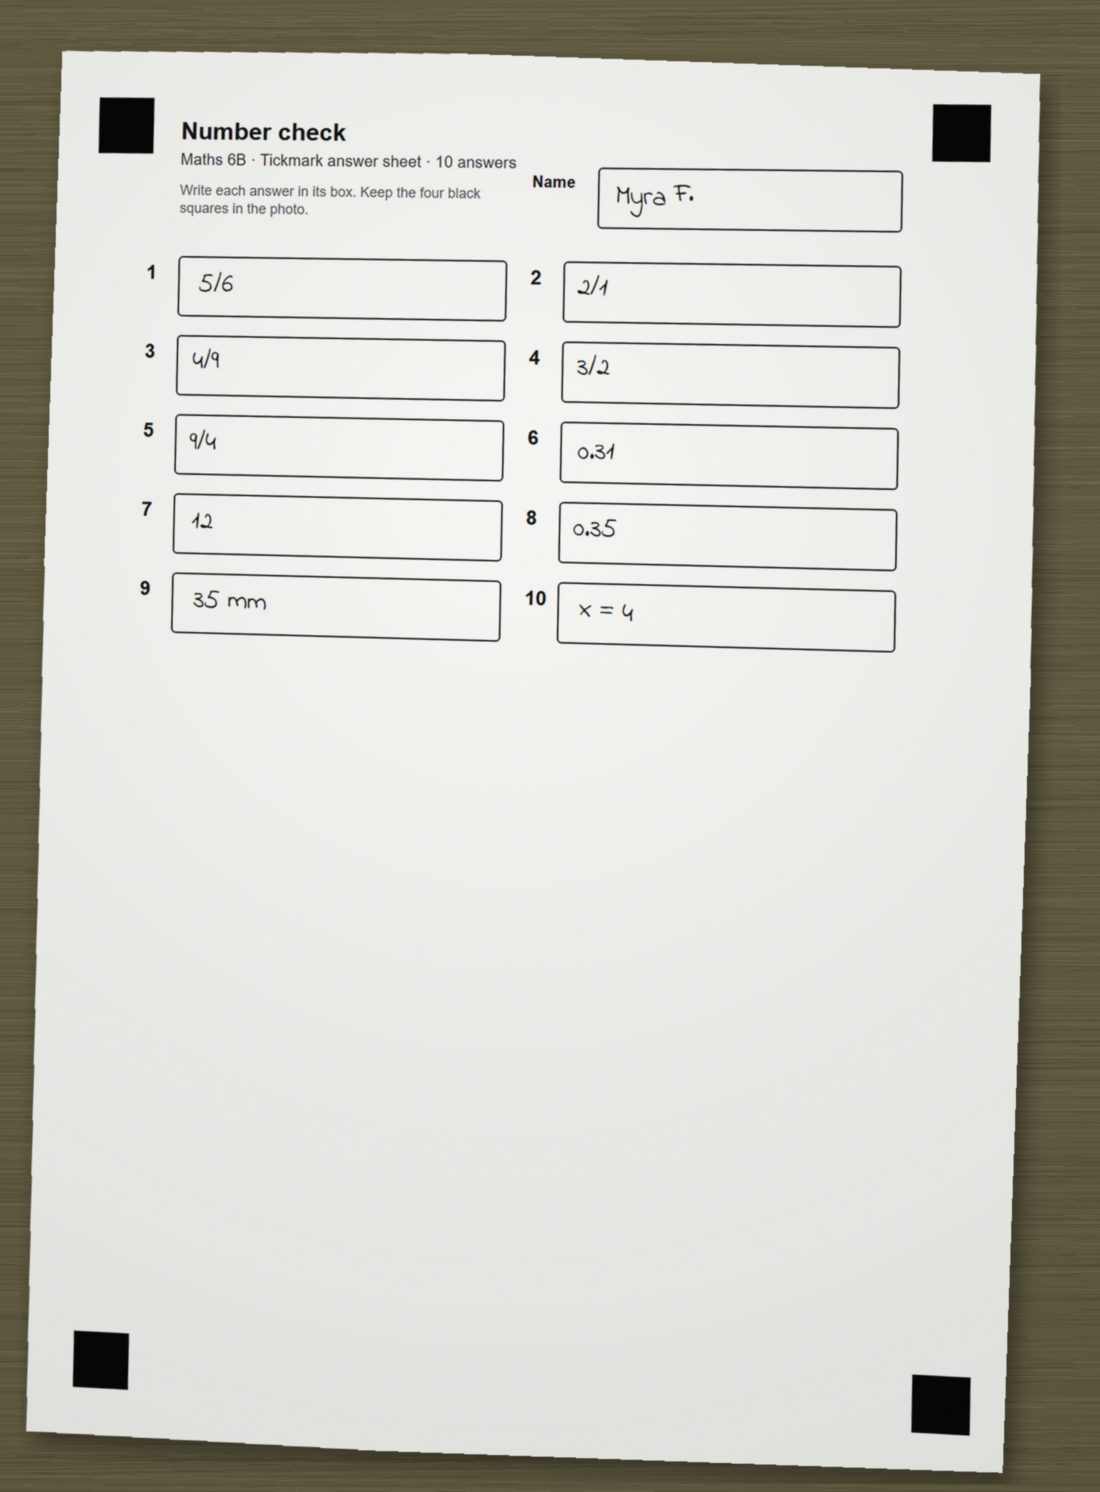 Number check
Maths 6B · Tickmark answer sheet · 10 answers
Write each answer in its box. Keep the four black
squares in the photo.
Name
Myra F.
1 5/6
2 2/1
3 4/9
4 3/2
5 9/4
6 0.31
7 12
8 0.35
9 35 mm
10 x = 4